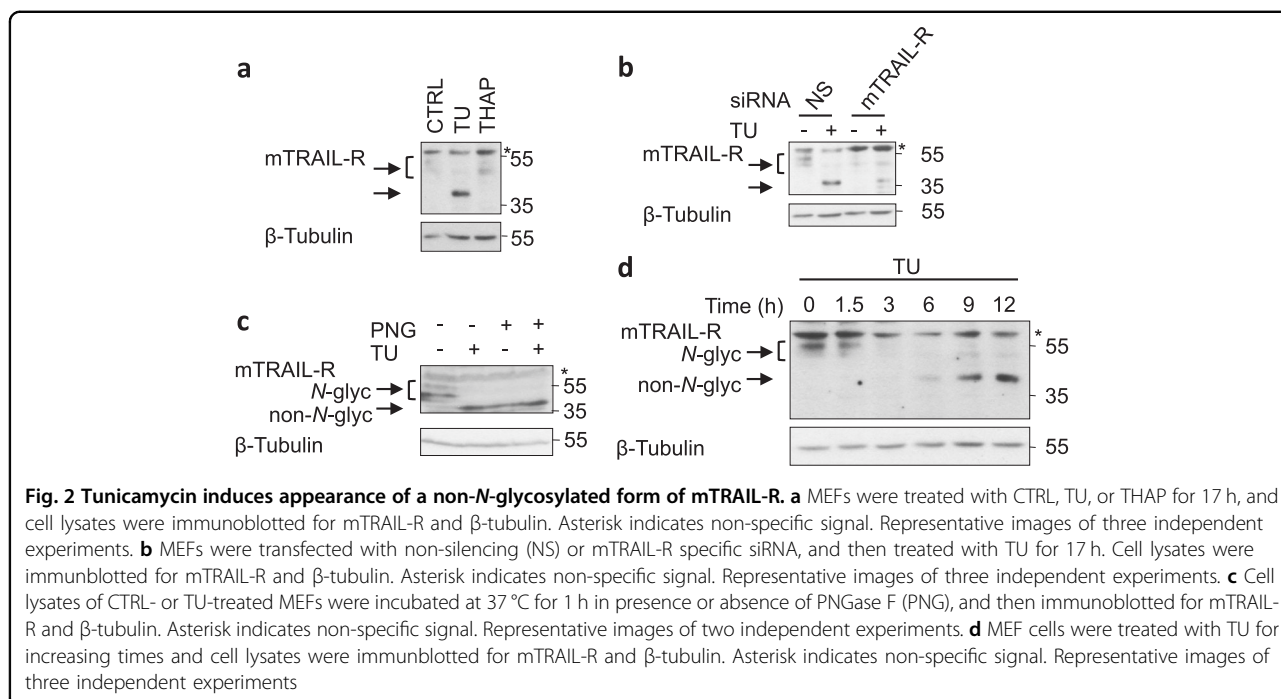 a
CTRL TU THAP
mTRAIL-R
*
55
35
β-Tubulin
55
b
siRNA NS mTRAIL-R
TU - + - +
mTRAIL-R
*
55
35
β-Tubulin
55
c
PNG - - + +
TU - + - +
mTRAIL-R
*
N-glyc
55
non-N-glyc
35
β-Tubulin
55
d
TU
Time (h) 0 1.5 3 6 9 12
mTRAIL-R
*
N-glyc
55
non-N-glyc
35
β-Tubulin
55
Fig. 2 Tunicamycin induces appearance of a non-N-glycosylated form of mTRAIL-R. a MEFs were treated with CTRL, TU, or THAP for 17 h, and
cell lysates were immunoblotted for mTRAIL-R and β-tubulin. Asterisk indicates non-specific signal. Representative images of three independent
experiments. b MEFs were transfected with non-silencing (NS) or mTRAIL-R specific siRNA, and then treated with TU for 17 h. Cell lysates were
immunblotted for mTRAIL-R and β-tubulin. Asterisk indicates non-specific signal. Representative images of three independent experiments. c Cell
lysates of CTRL- or TU-treated MEFs were incubated at 37 °C for 1 h in presence or absence of PNGase F (PNG), and then immunoblotted for mTRAIL-
R and β-tubulin. Asterisk indicates non-specific signal. Representative images of two independent experiments. d MEF cells were treated with TU for
increasing times and cell lysates were immunblotted for mTRAIL-R and β-tubulin. Asterisk indicates non-specific signal. Representative images of
three independent experiments